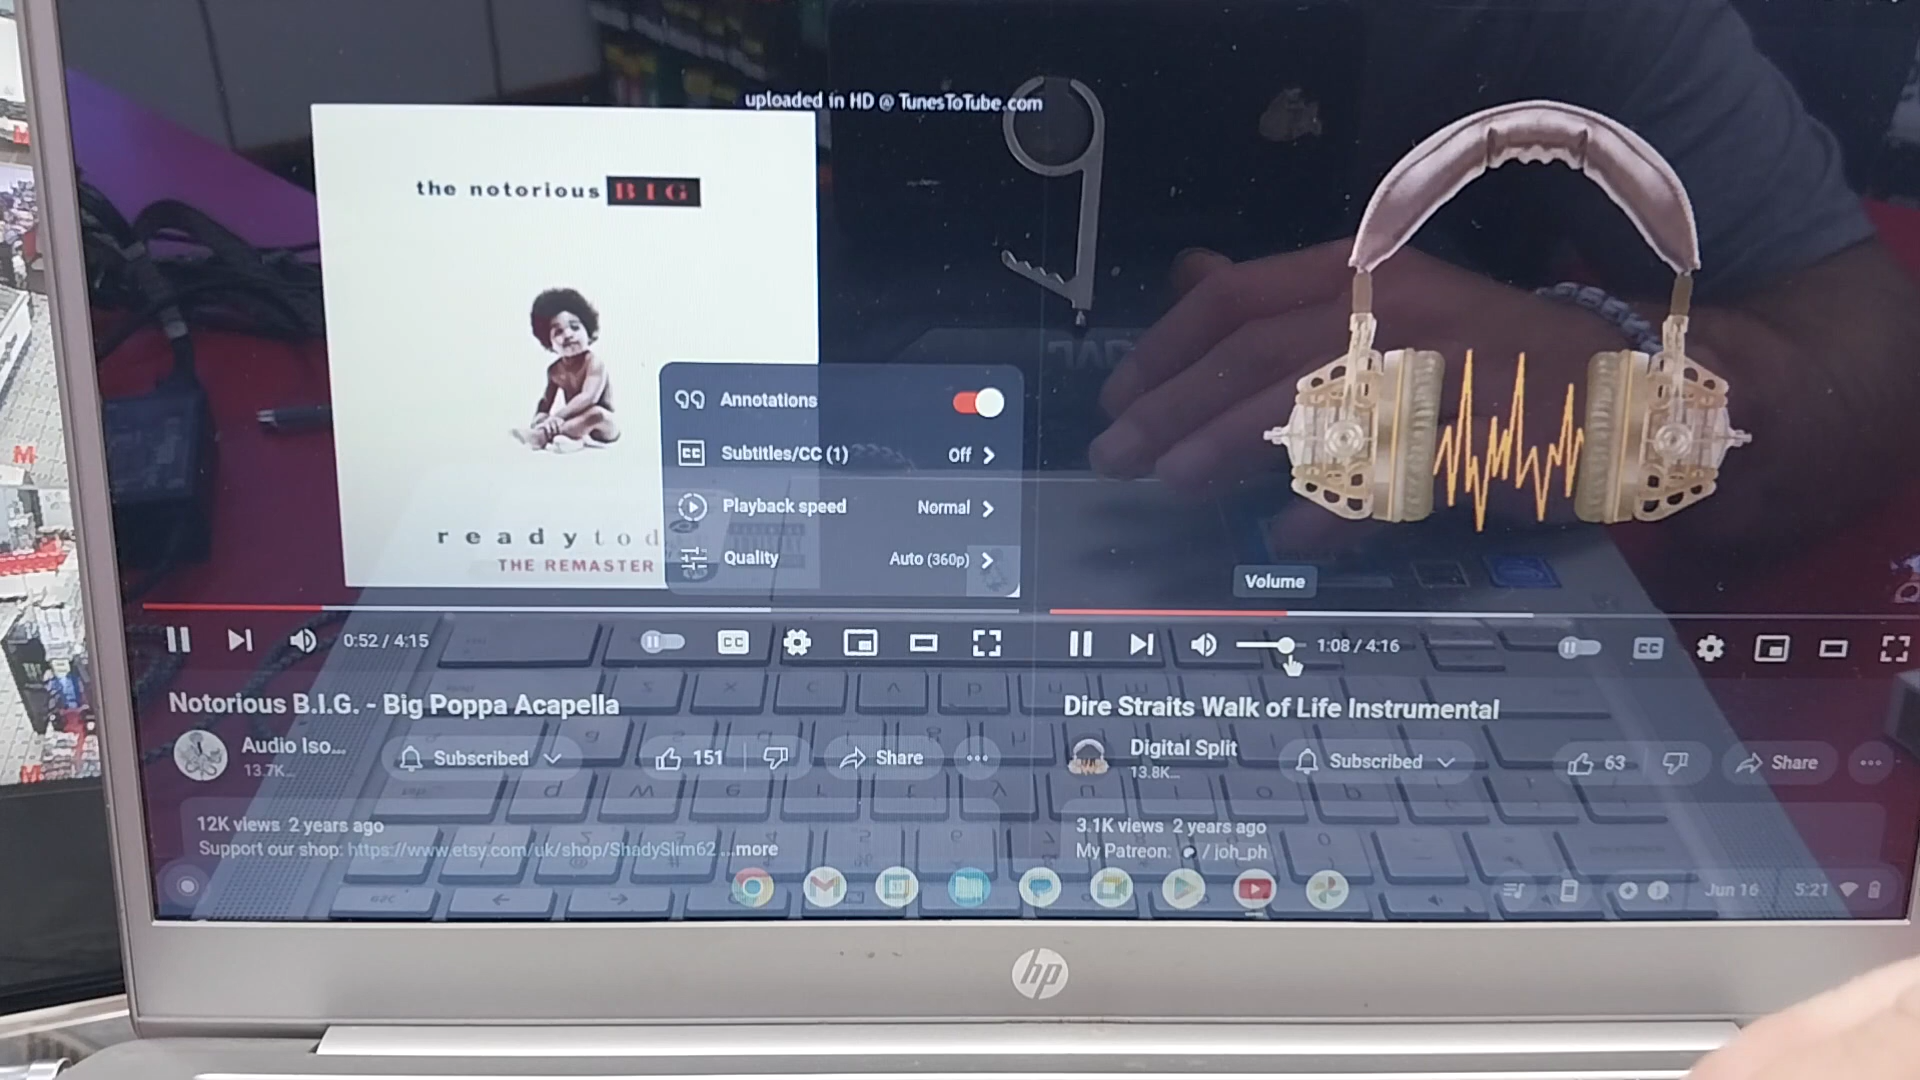 uploaded in HD @ TunesToTube.com
the notorious BIG
readytod
THE REMASTER
Annotations
Subtitles/CC (1) Off
Playback speed Normal
Quality Auto (360p)
Volume
0:52 / 4:15
CC
1:08 / 4:16
CC
Notorious B.I.G. - Big Poppa Acapella
Audio Iso...
13.7K...
Subscribed
151
Share
12K views 2 years ago
Support our shop: https://www.etsy.com/uk/shop/ShadySlim62 ...more
Dire Straits Walk of Life Instrumental
Digital Split
13.8K...
Subscribed
63
Share
3.1K views 2 years ago
My Patreon: / joh_ph
Jun 16 5:21
hp